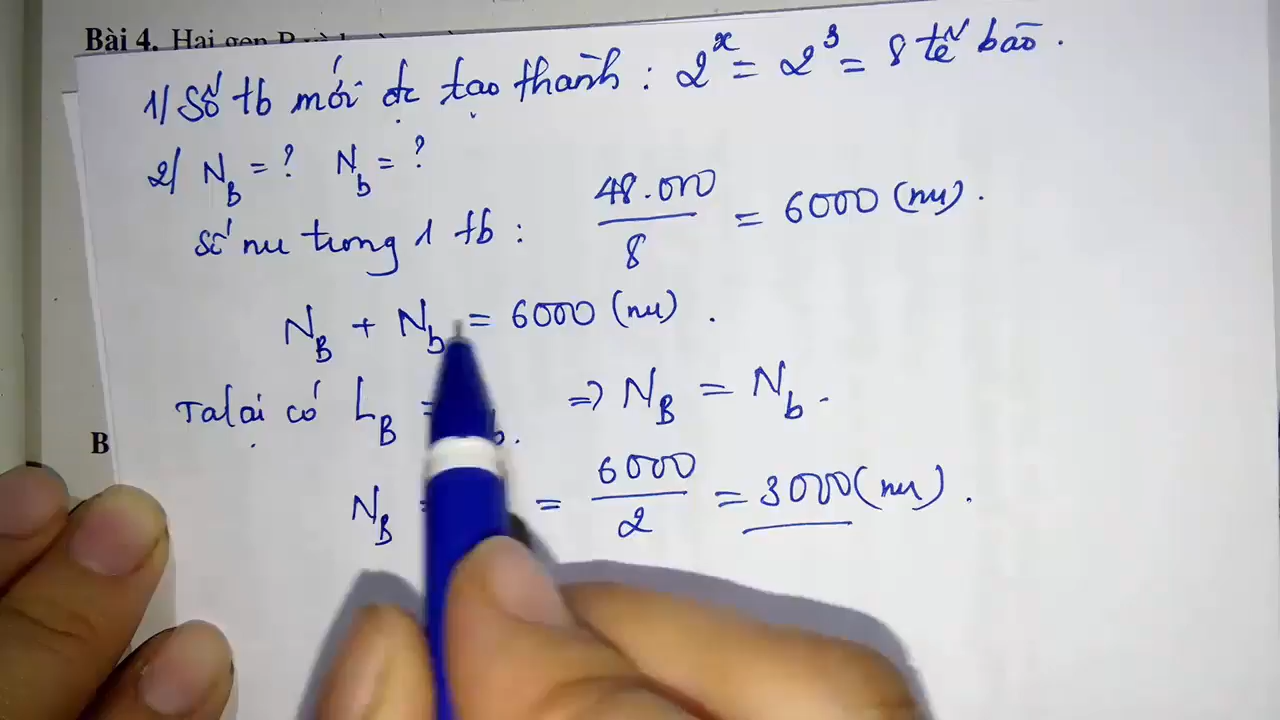 Bài 4. Hai gen B
1/ Số tb mới đc tạo thành : 2^x = 2^3 = 8 tế bào .
2/ N_B = ? N_b = ?
số nu trong 1 tb : 48.000 / 8 = 6000 (nu) .
N_B + N_b = 6000 (nu) .
Ta lại có L_B = b . => N_B = N_b .
B
N_B = = 6000 / 2 = 3000 (nu) .